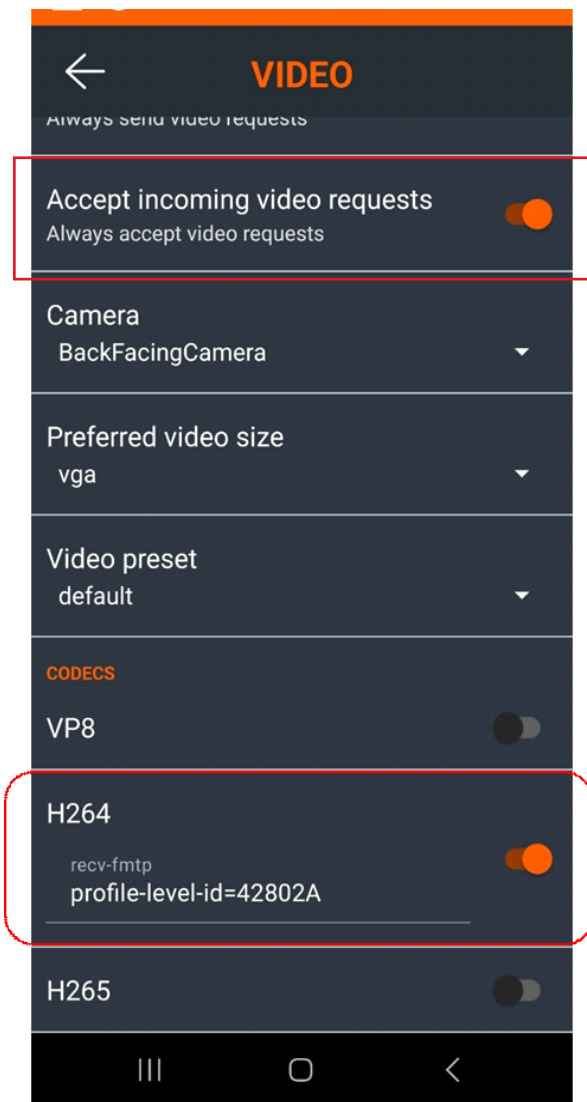 VIDEO
Always send video requests
Accept incoming video requests
Always accept video requests
Camera
BackFacingCamera
Preferred video size
vga
Video preset
default
CODECS
VP8
H264
recv-fmtp
profile-level-id=42802A
H265